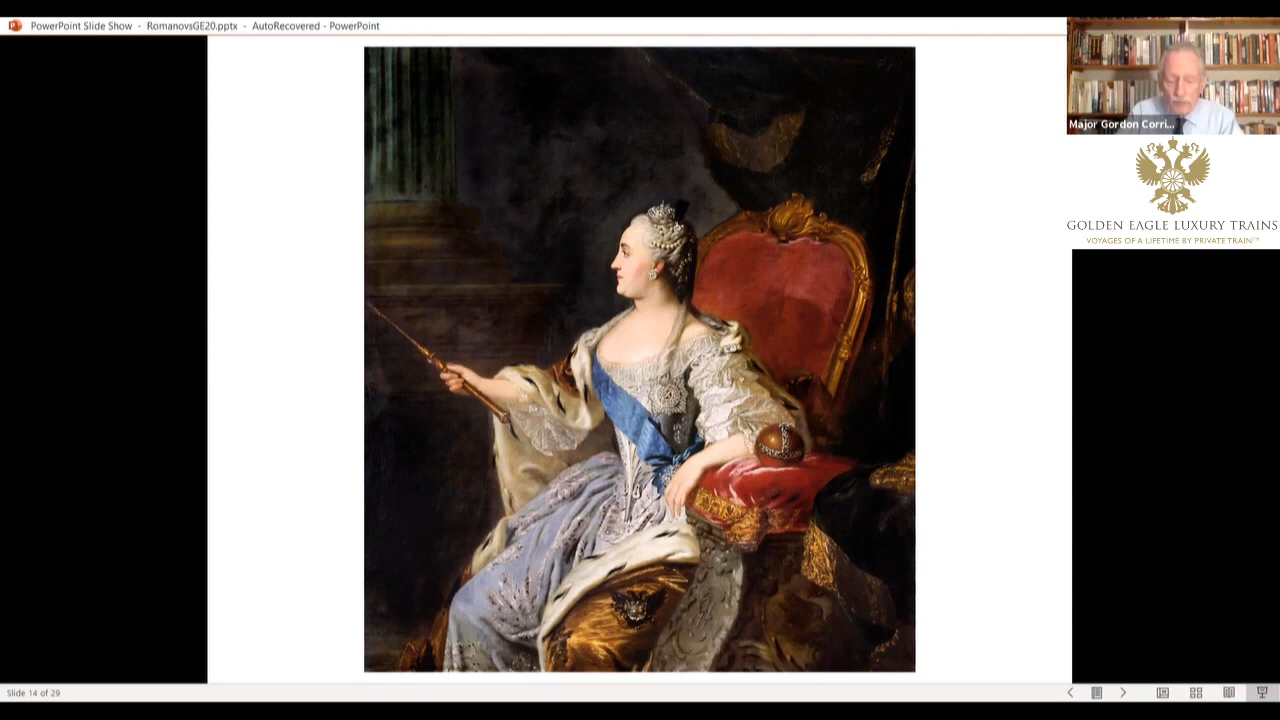 PowerPoint Slide Show - RomanovsGE20.pptx - AutoRecovered - PowerPoint
Major Gordon Corri...
GOLDEN EAGLE LUXURY TRAINS
VOYAGES OF A LIFETIME BY PRIVATE TRAIN™
Slide 14 of 29